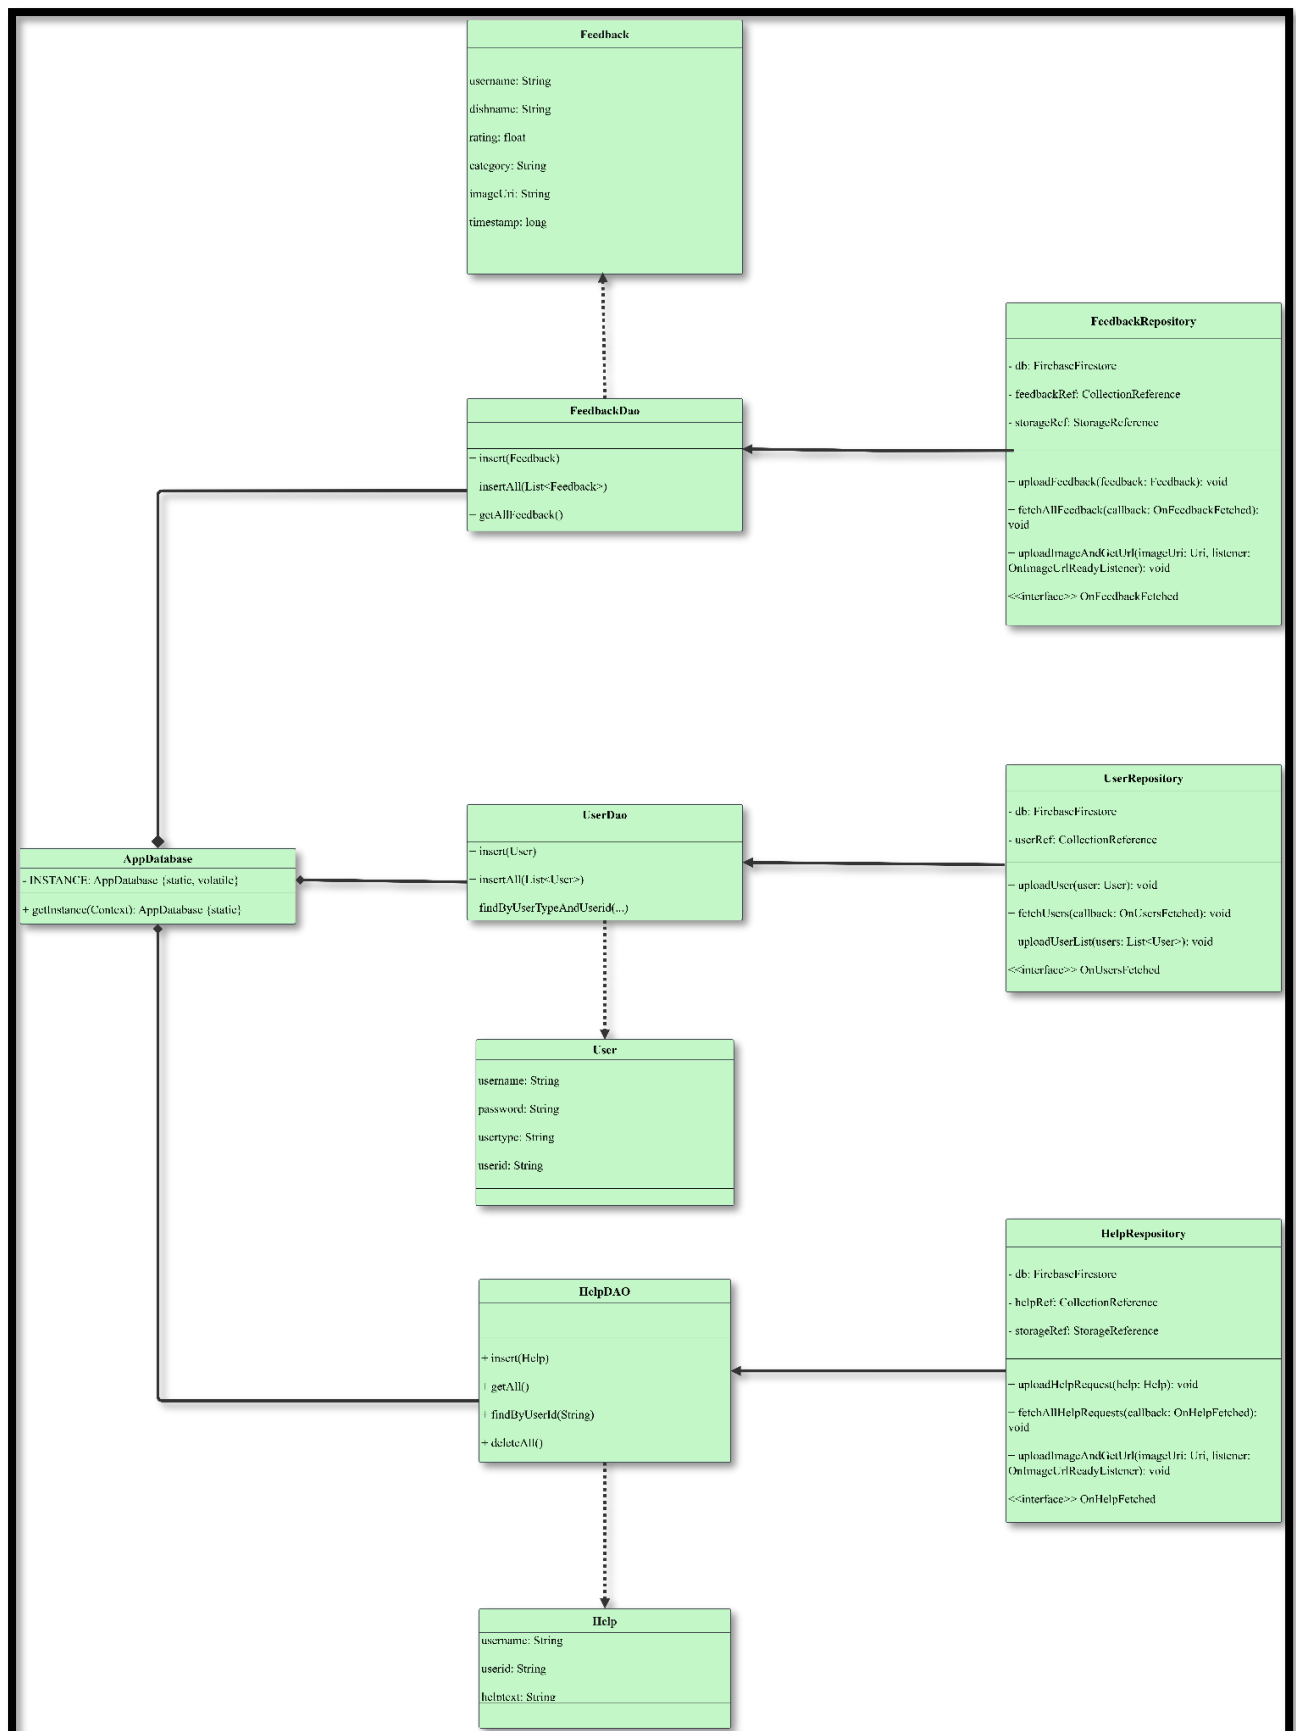 Feedback
username: String
dishname: String
rating: float
category: String
imageUri: String
timestamp: long
FeedbackRepository
- db: FirebaseFirestore
- feedbackRef: CollectionReference
- storageRef: StorageReference
+ uploadFeedback(feedback: Feedback): void
+ fetchAllFeedback(callback: OnFeedbackFetched):
void
+ uploadImageAndGetUrl(imageUri: Uri, listener:
OnImageUrlReadyListener): void
<<interface>> OnFeedbackFetched
FeedbackDao
+ insert(Feedback)
insertAll(List<Feedback>)
+ getAllFeedback()
UserRepository
- db: FirebaseFirestore
- userRef: CollectionReference
+ uploadUser(user: User): void
+ fetchUsers(callback: OnUsersFetched): void
uploadUserList(users: List<User>): void
<<interface>> OnUsersFetched
UserDao
+ insert(User)
+ insertAll(List<User>)
findByUserTypeAndUserid(...)
AppDatabase
- INSTANCE: AppDatabase {static, volatile}
+ getInstance(Context): AppDatabase {static}
User
username: String
password: String
usertype: String
userid: String
HelpRespository
- db: FirebaseFirestore
- helpRef: CollectionReference
- storageRef: StorageReference
+ uploadHelpRequest(help: Help): void
+ fetchAllHelpRequests(callback: OnHelpFetched):
void
+ uploadImageAndGetUrl(imageUri: Uri, listener:
OnImageUrlReadyListener): void
<<interface>> OnHelpFetched
HelpDAO
+ insert(Help)
+ getAll()
+ findByUserId(String)
+ deleteAll()
Help
username: String
userid: String
helptext: String